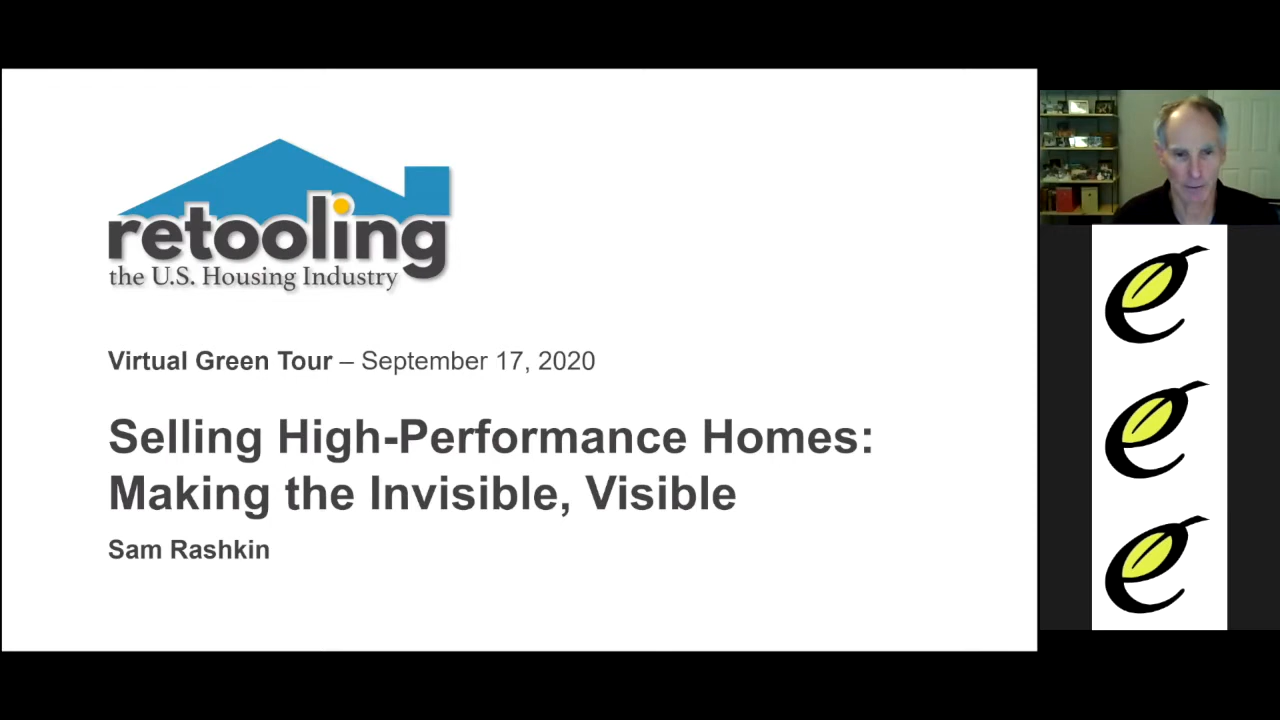 retooling
the U.S. Housing Industry
Virtual Green Tour – September 17, 2020
Selling High-Performance Homes:
Making the Invisible, Visible
Sam Rashkin
e
e
e